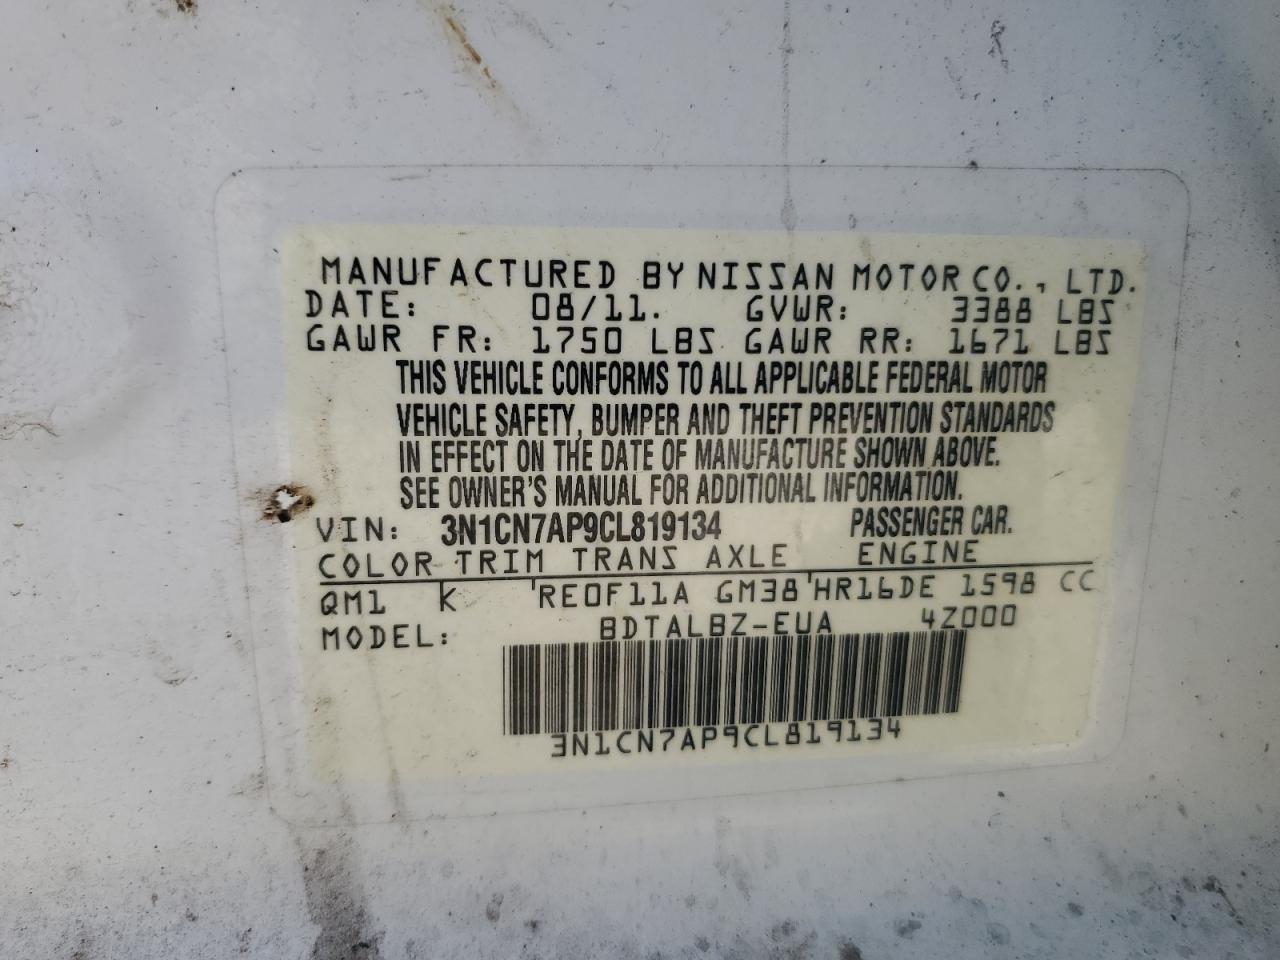 MANUFACTURED BY NISSAN MOTOR CO., LTD.
DATE: 08/11. GVWR: 3388 LBS
GAWR FR: 1750 LBS GAWR RR: 1671 LBS
THIS VEHICLE CONFORMS TO ALL APPLICABLE FEDERAL MOTOR
VEHICLE SAFETY, BUMPER AND THEFT PREVENTION STANDARDS
IN EFFECT ON THE DATE OF MANUFACTURE SHOWN ABOVE.
SEE OWNER'S MANUAL FOR ADDITIONAL INFORMATION.
VIN: 3N1CN7AP9CL819134 PASSENGER CAR.
COLOR TRIM TRANS AXLE ENGINE
QM1 K RE0F11A GM38 HR16DE 1598 CC
MODEL: BDTALBZ-EUA 4Z000
3N1CN7AP9CL819134